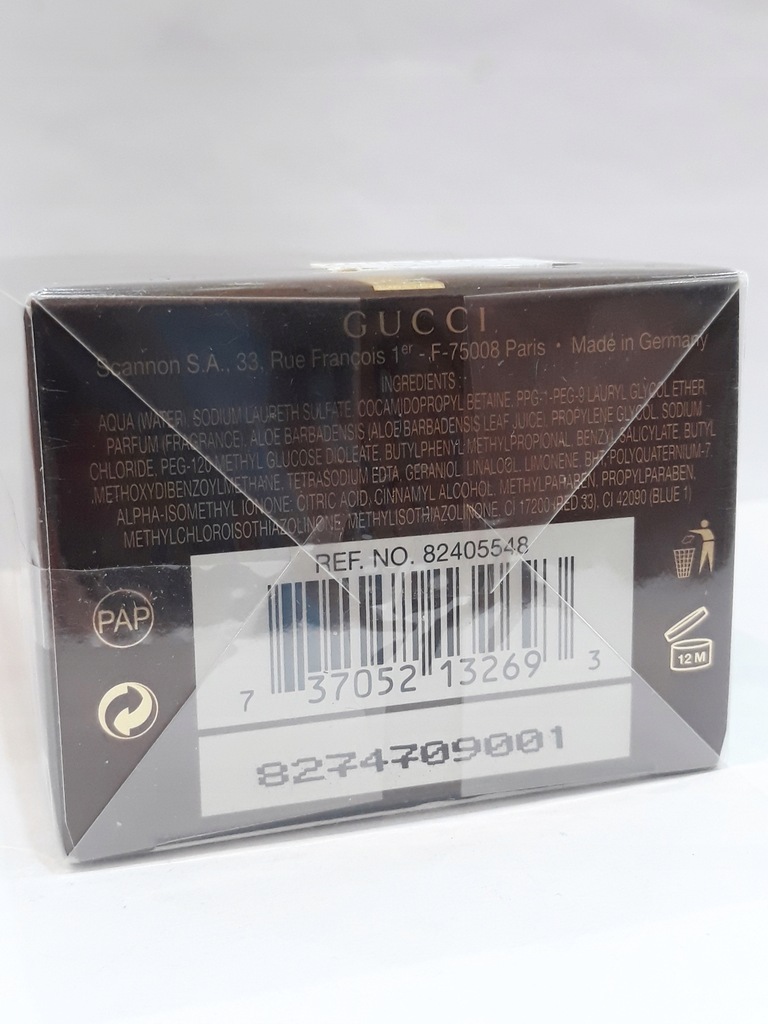 GUCCI
Scannon S.A., 33, Rue François 1er - F-75008 Paris • Made in Germany
INGREDIENTS :
AQUA (WATER), SODIUM LAURETH SULFATE, COCAMIDOPROPYL BETAINE, PPG-1-PEG-9 LAURYL GLYCOL ETHER
PARFUM (FRAGRANCE), ALOE BARBADENSIS (ALOE BARBADENSIS LEAF JUICE), PROPYLENE GLYCOL, SODIUM
CHLORIDE, PEG-120 METHYL GLUCOSE DIOLEATE, BUTYLPHENYL METHYLPROPIONAL, BENZYL SALICYLATE, BUTYL
METHOXYDIBENZOYLMETHANE, TETRASODIUM EDTA, GERANIOL, LINALOOL, LIMONENE, BHT, POLYQUATERNIUM-7,
ALPHA-ISOMETHYL IONONE, CITRIC ACID, CINNAMYL ALCOHOL, METHYLPARABEN, PROPYLPARABEN,
METHYLCHLOROISOTHIAZOLINONE, METHYLISOTHIAZOLINONE, CI 17200 (RED 33), CI 42090 (BLUE 1)
REF. NO. 82405548
7 37052 13269 3
8274709001
PAP
12 M